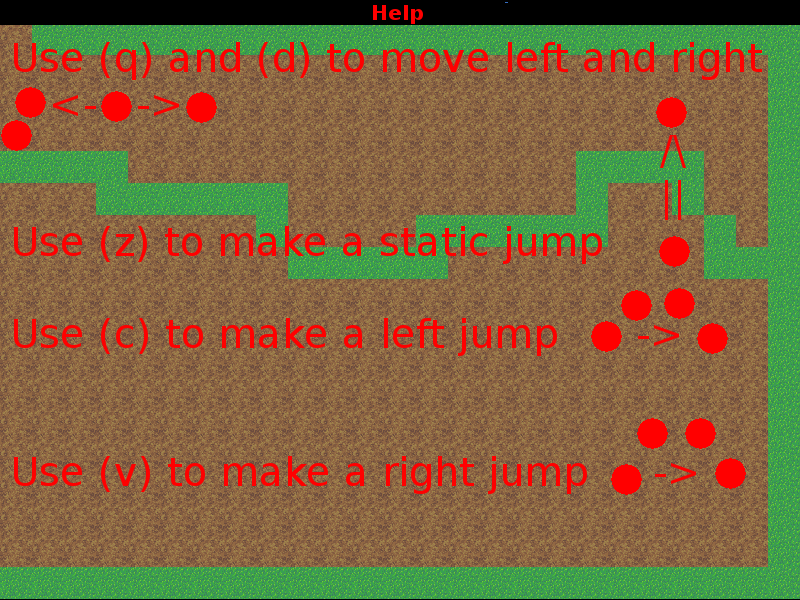 Help
Use (q) and (d) to move left and right
<- ->
^
||
Use (z) to make a static jump
Use (c) to make a left jump
->
Use (v) to make a right jump
->